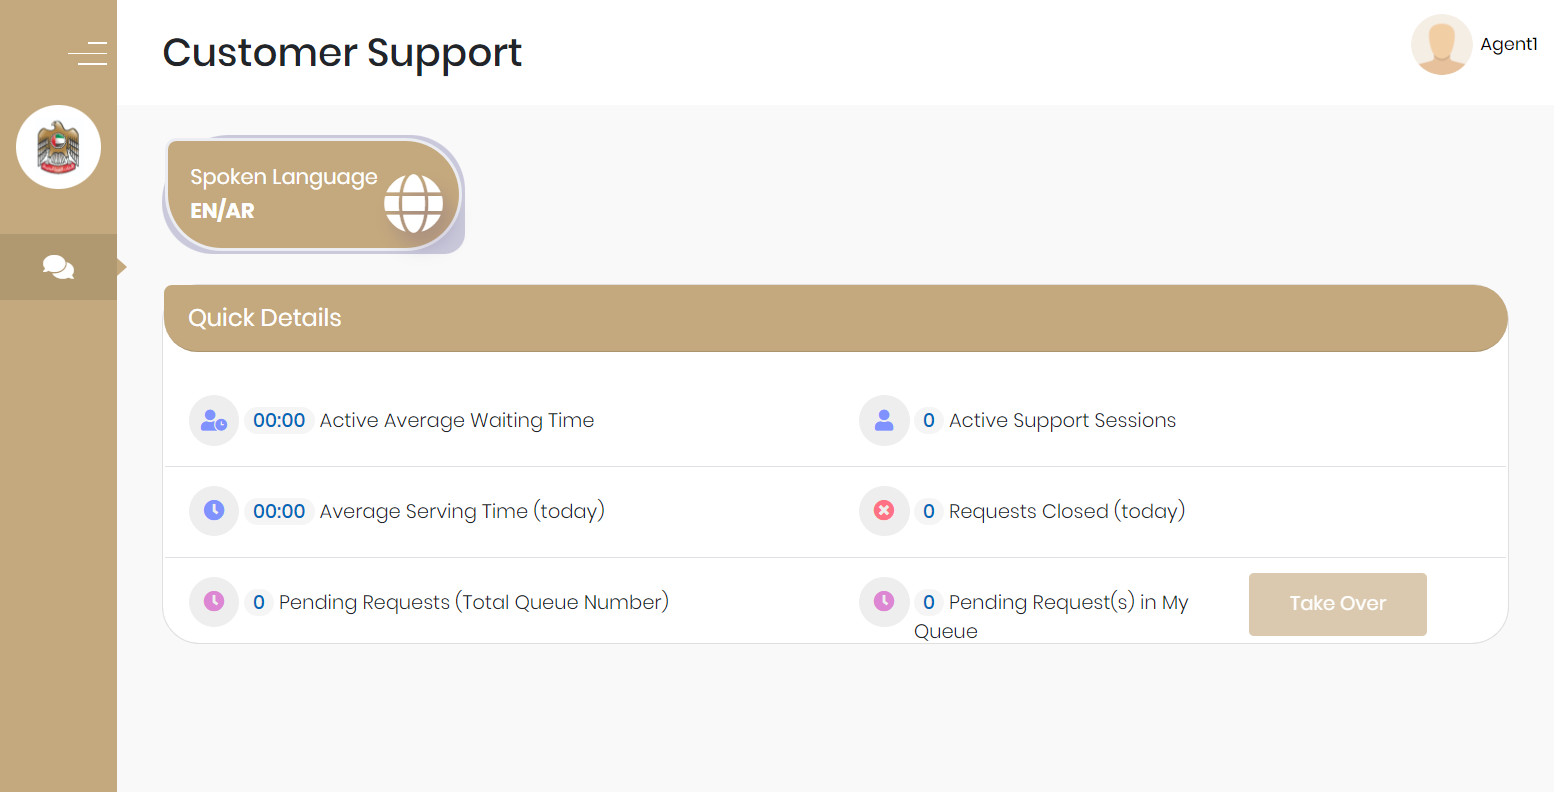 Customer Support
Agent1
Spoken Language
EN/AR
Quick Details
00:00 Active Average Waiting Time
0 Active Support Sessions
00:00 Average Serving Time (today)
0 Requests Closed (today)
0 Pending Requests (Total Queue Number)
0 Pending Request(s) in My
Queue
Take Over